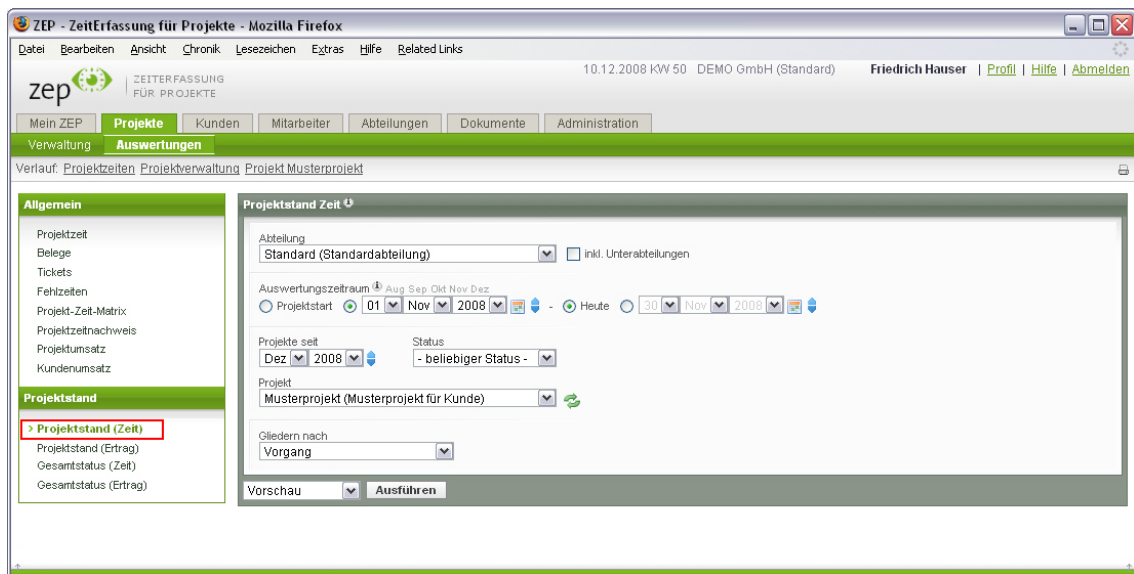 ZEP - ZeitErfassung für Projekte - Mozilla Firefox
Datei Bearbeiten Ansicht Chronik Lesezeichen Extras Hilfe Related Links
zep ZEITERFASSUNG
FÜR PROJEKTE
10.12.2008 KW 50 DEMO GmbH (Standard) Friedrich Hauser | Profil | Hilfe | Abmelden
Mein ZEP Projekte Kunden Mitarbeiter Abteilungen Dokumente Administration
Verwaltung Auswertungen
Verlauf: Projektzeiten Projektverwaltung Projekt Musterprojekt
Allgemein
Projektzeit
Belege
Tickets
Fehlzeiten
Projekt-Zeit-Matrix
Projektzeitnachweis
Projektumsatz
Kundenumsatz
Projektstand
> Projektstand (Zeit)
Projektstand (Ertrag)
Gesamtstatus (Zeit)
Gesamtstatus (Ertrag)
Projektstand Zeit
Abteilung
Standard (Standardabteilung) inkl. Unterabteilungen
Auswertungszeitraum Aug Sep Okt Nov Dez
Projektstart 01 Nov 2008 - Heute 30 Nov 2008
Projekte seit Status
Dez 2008 - beliebiger Status -
Projekt
Musterprojekt (Musterprojekt für Kunde)
Gliedern nach
Vorgang
Vorschau Ausführen